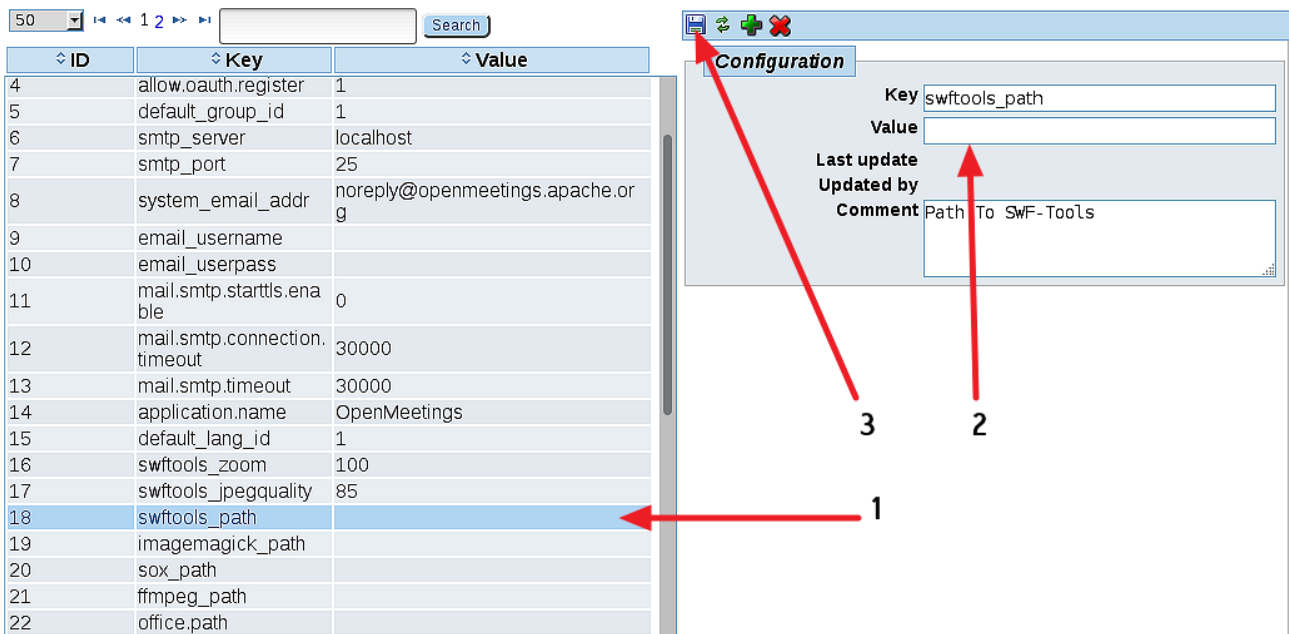 50 1 2 Search
ID Key Value
4 allow.oauth.register 1
5 default_group_id 1
6 smtp_server localhost
7 smtp_port 25
8 system_email_addr noreply@openmeetings.apache.or
g
9 email_username
10 email_userpass
11 mail.smtp.starttls.ena 0
ble
12 mail.smtp.connection. 30000
timeout
13 mail.smtp.timeout 30000
14 application.name OpenMeetings
15 default_lang_id 1
16 swftools_zoom 100
17 swftools_jpegquality 85
18 swftools_path
19 imagemagick_path
20 sox_path
21 ffmpeg_path
22 office.path
Configuration
Key swftools_path
Value
Last update
Updated by
Comment Path To SWF-Tools
3 2
1